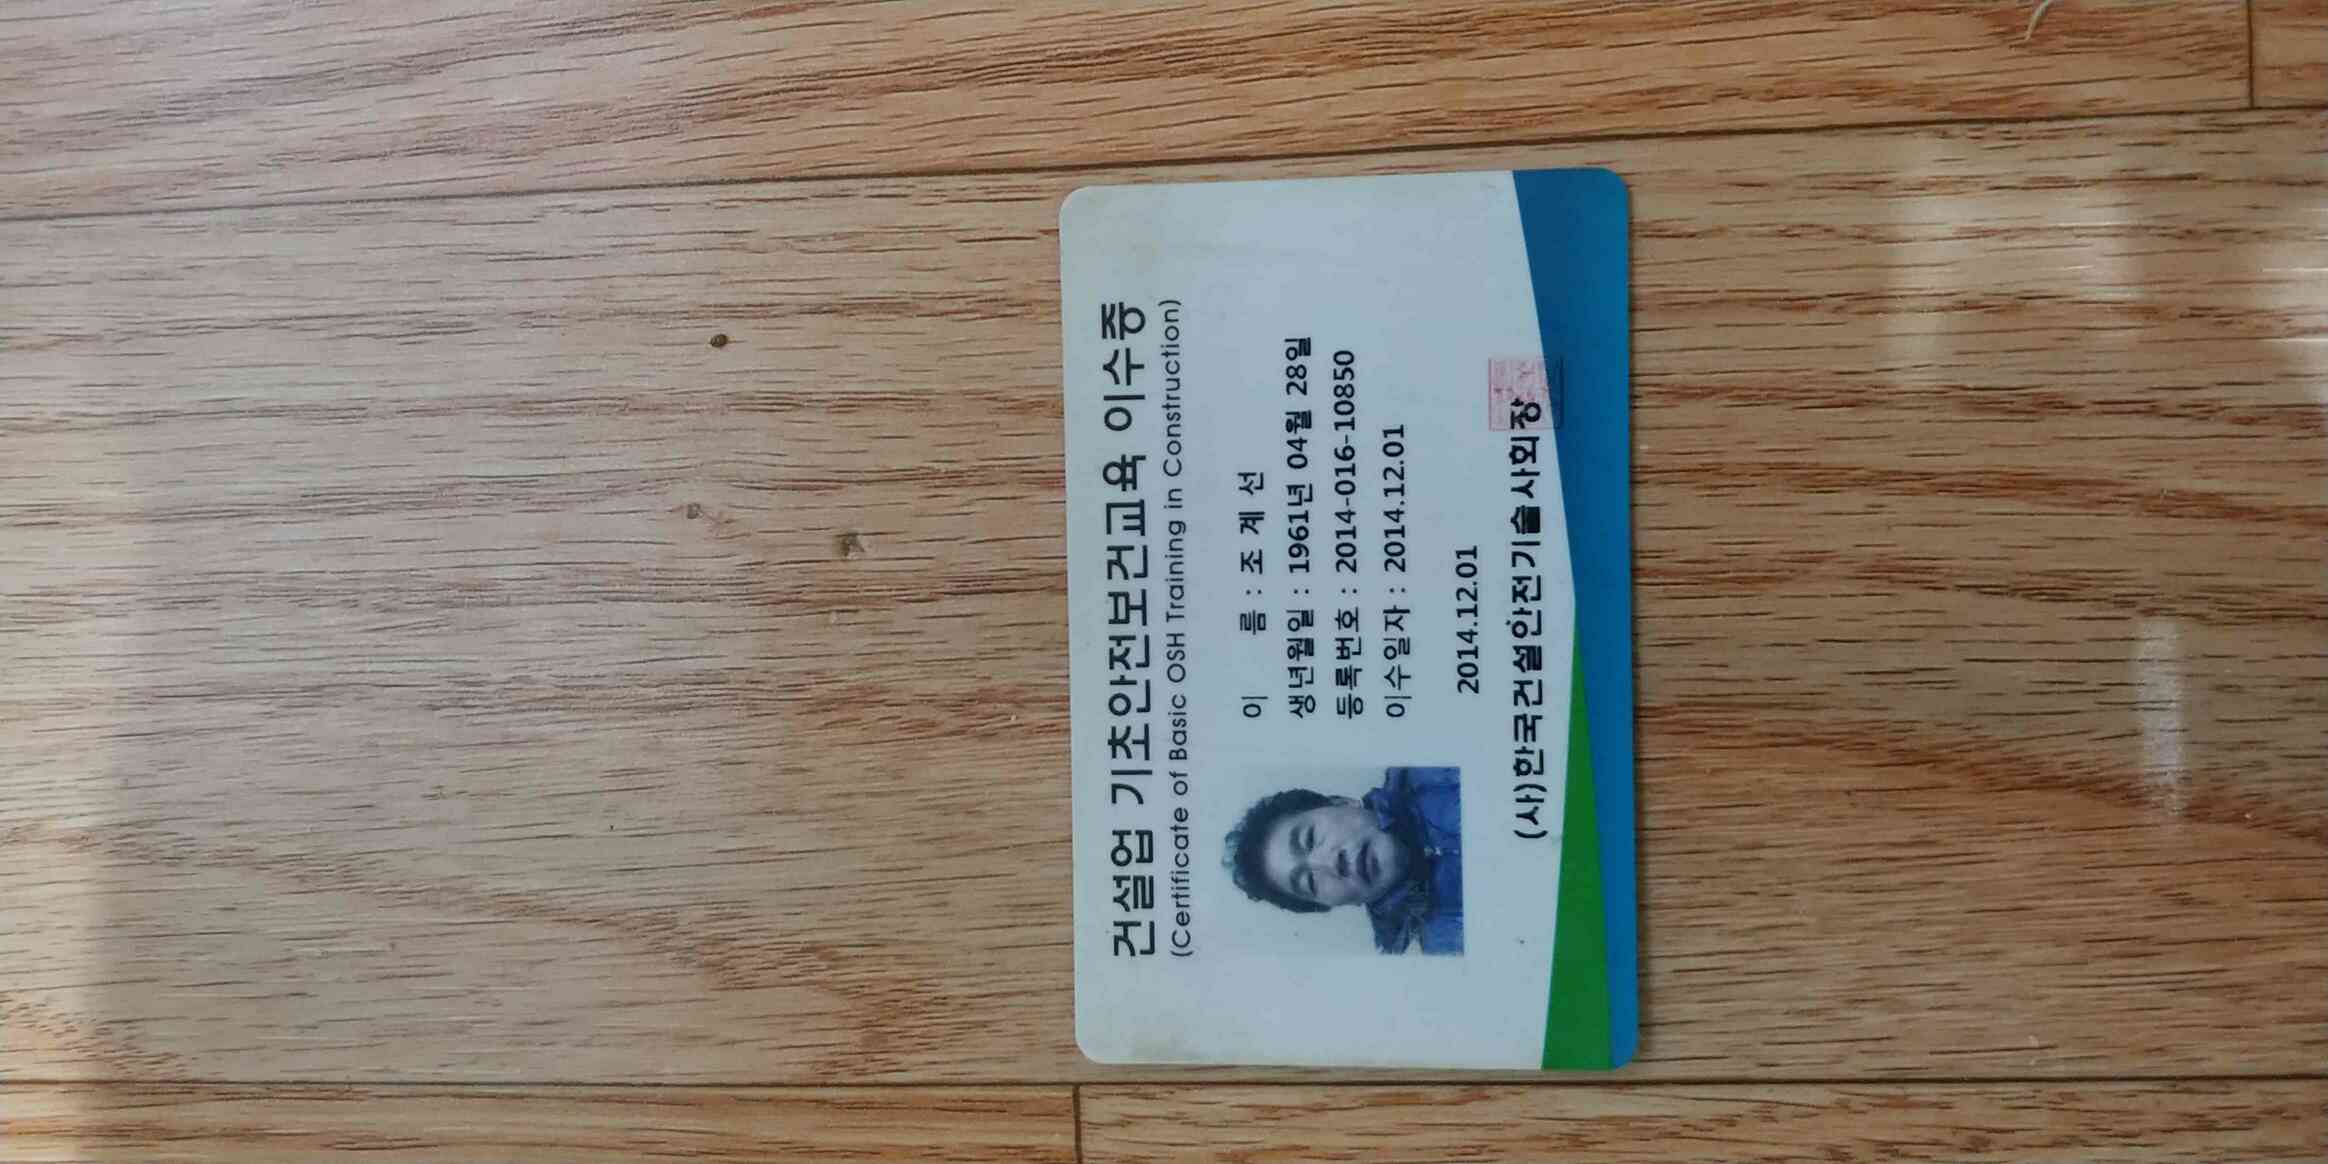 건설업 기초안전보건교육 이수증
(Certificate of Basic OSH Training in Construction)
이 름 : 조 계 선
생년월일 : 1961년 04월 28일
등록번호 : 2014-016-10850
이수일자 : 2014.12.01
2014.12.01
(사)한국건설안전기술사회장